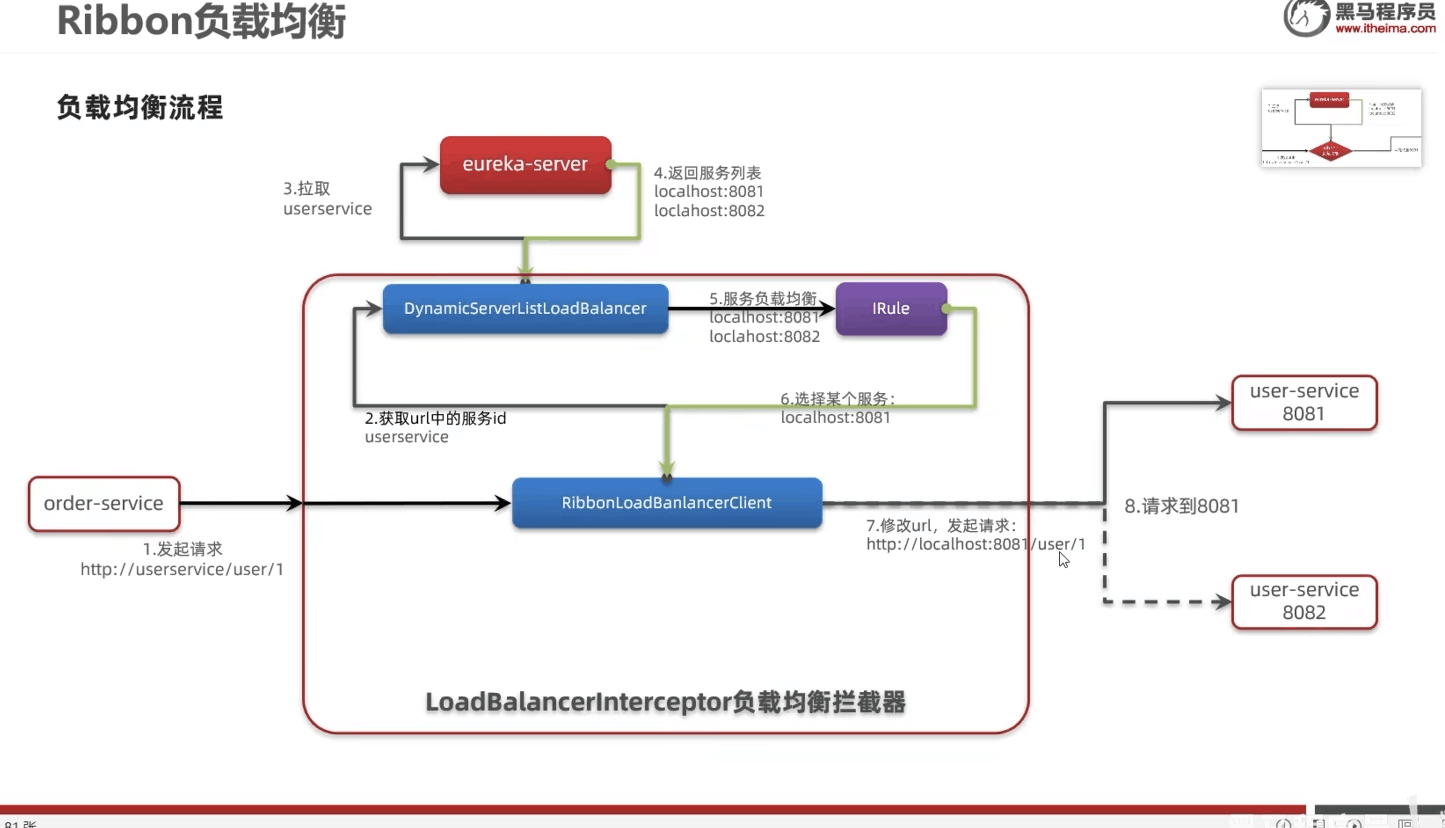 Ribbon负载均衡
黑马程序员
www.itheima.com
负载均衡流程
eureka-server
3.拉取
userservice
4.返回服务列表
localhost:8081
loclahost:8082
DynamicServerListLoadBalancer
5.服务负载均衡
localhost:8081
loclahost:8082
IRule
2.获取url中的服务id
userservice
6.选择某个服务：
localhost:8081
order-service
1.发起请求
http://userservice/user/1
RibbonLoadBanlancerClient
7.修改url，发起请求：
http://localhost:8081/user/1
user-service
8081
8.请求到8081
user-service
8082
LoadBalancerInterceptor负载均衡拦截器
81 张